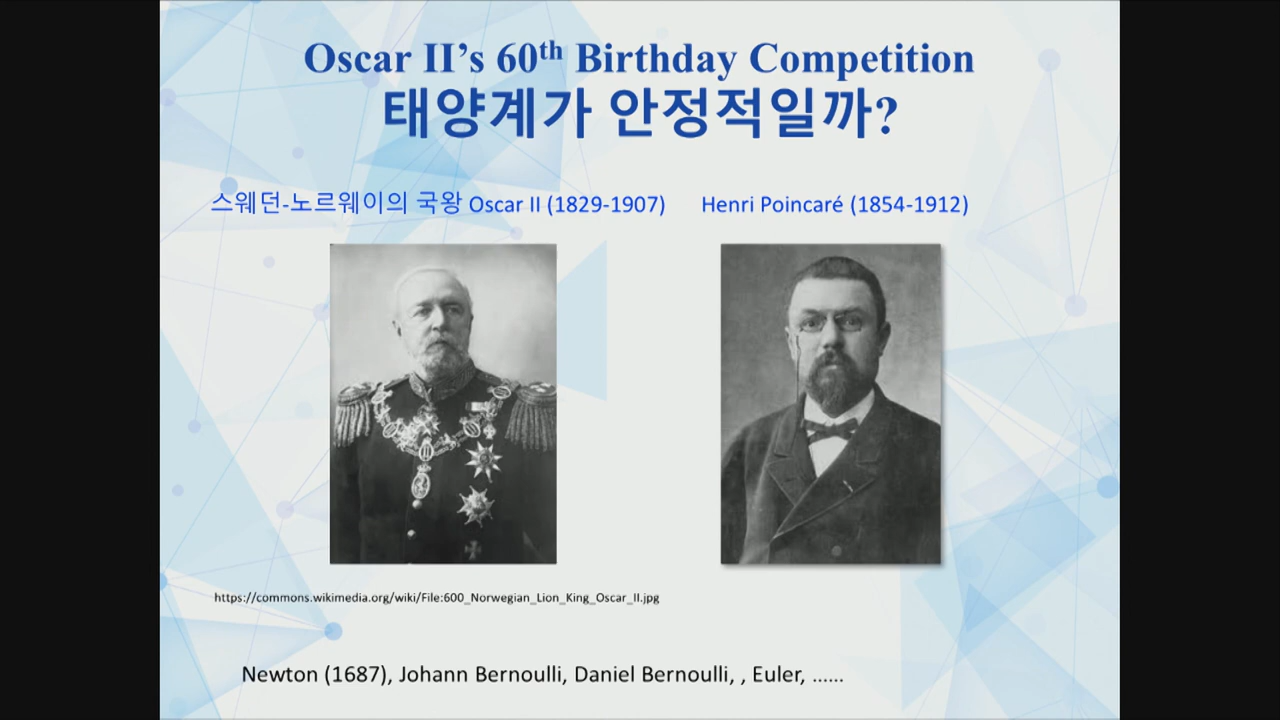 Oscar II's 60th Birthday Competition
태양계가 안정적일까?
스웨덴-노르웨이의 국왕 Oscar II (1829-1907)
Henri Poincaré (1854-1912)
https://commons.wikimedia.org/wiki/File:600_Norwegian_Lion_King_Oscar_II.jpg
Newton (1687), Johann Bernoulli, Daniel Bernoulli, , Euler, ......